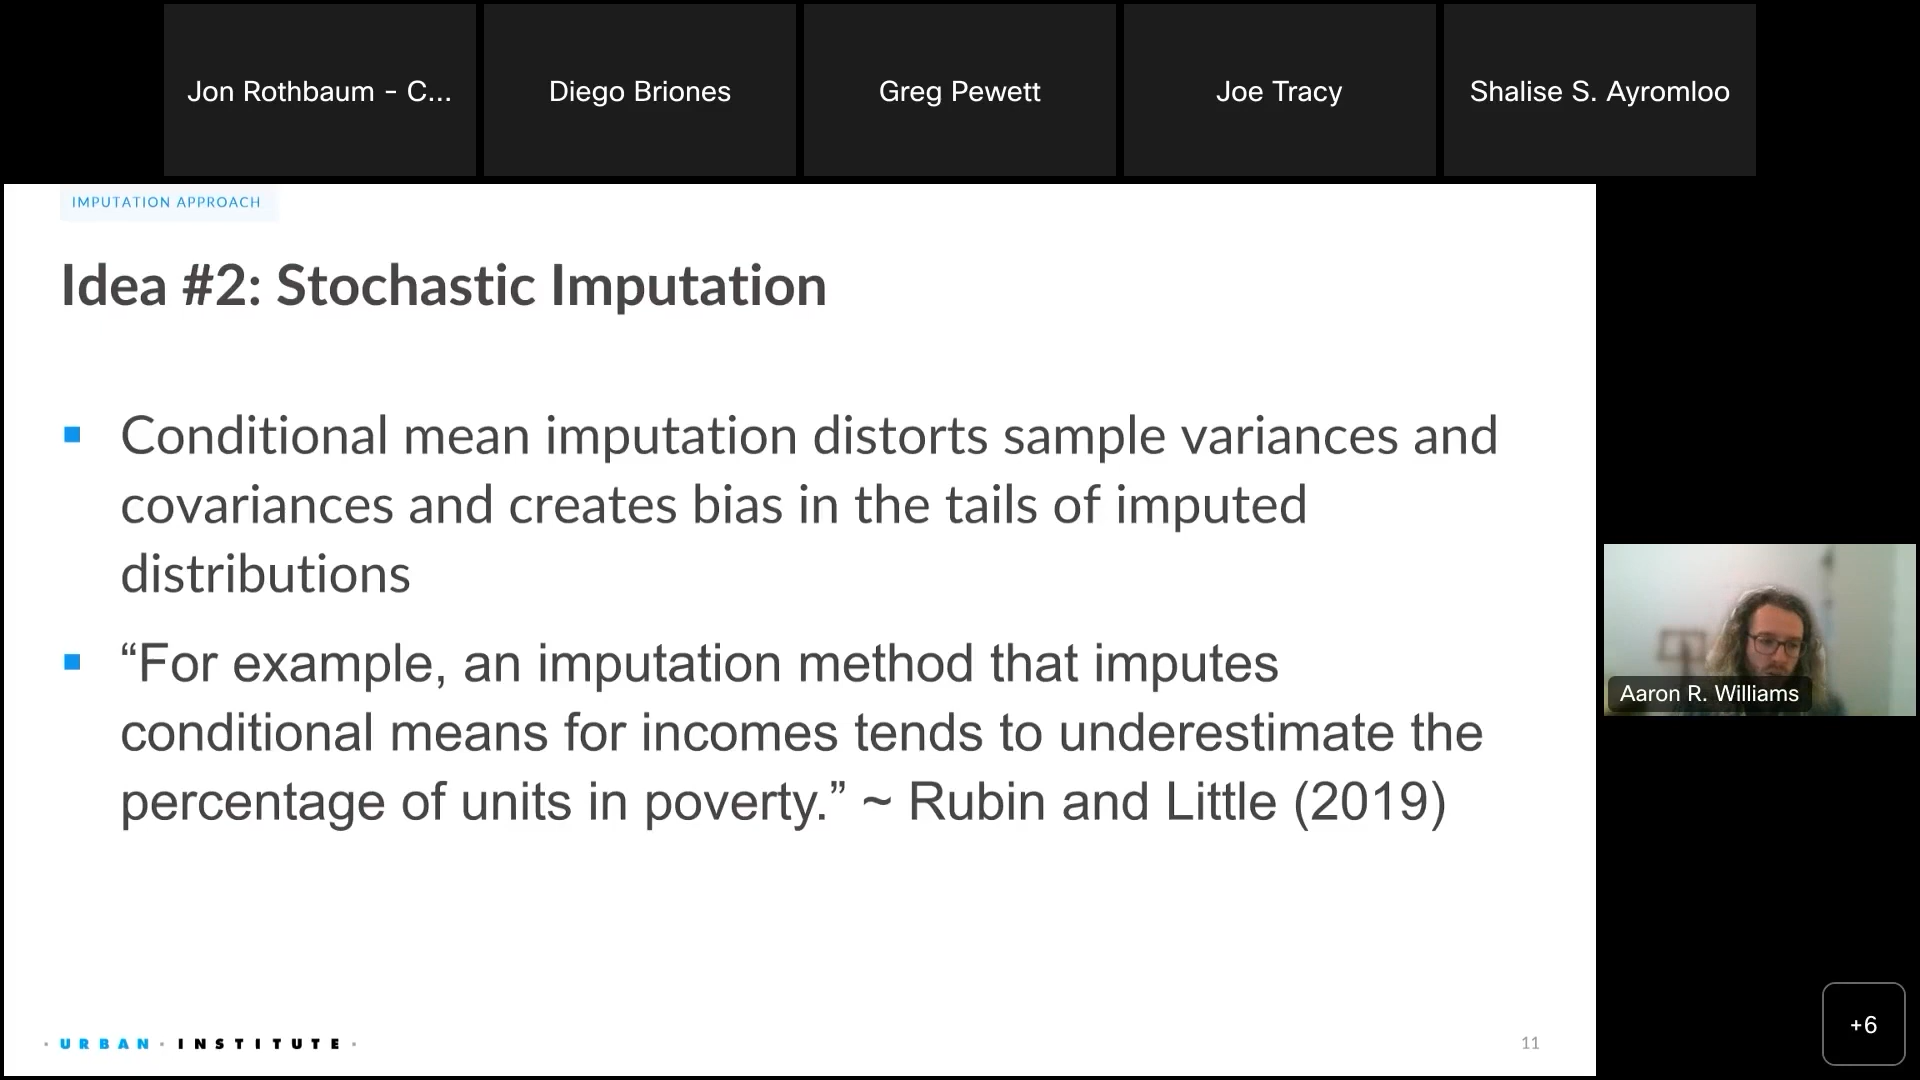 Jon Rothbaum - C...
Diego Briones
Greg Pewett
Joe Tracy
Shalise S. Ayromloo
IMPUTATION APPROACH
Idea #2: Stochastic Imputation
Conditional mean imputation distorts sample variances and
covariances and creates bias in the tails of imputed
distributions
“For example, an imputation method that imputes
conditional means for incomes tends to underestimate the
percentage of units in poverty.” ~ Rubin and Little (2019)
Aaron R. Williams
URBAN · INSTITUTE
11
+6